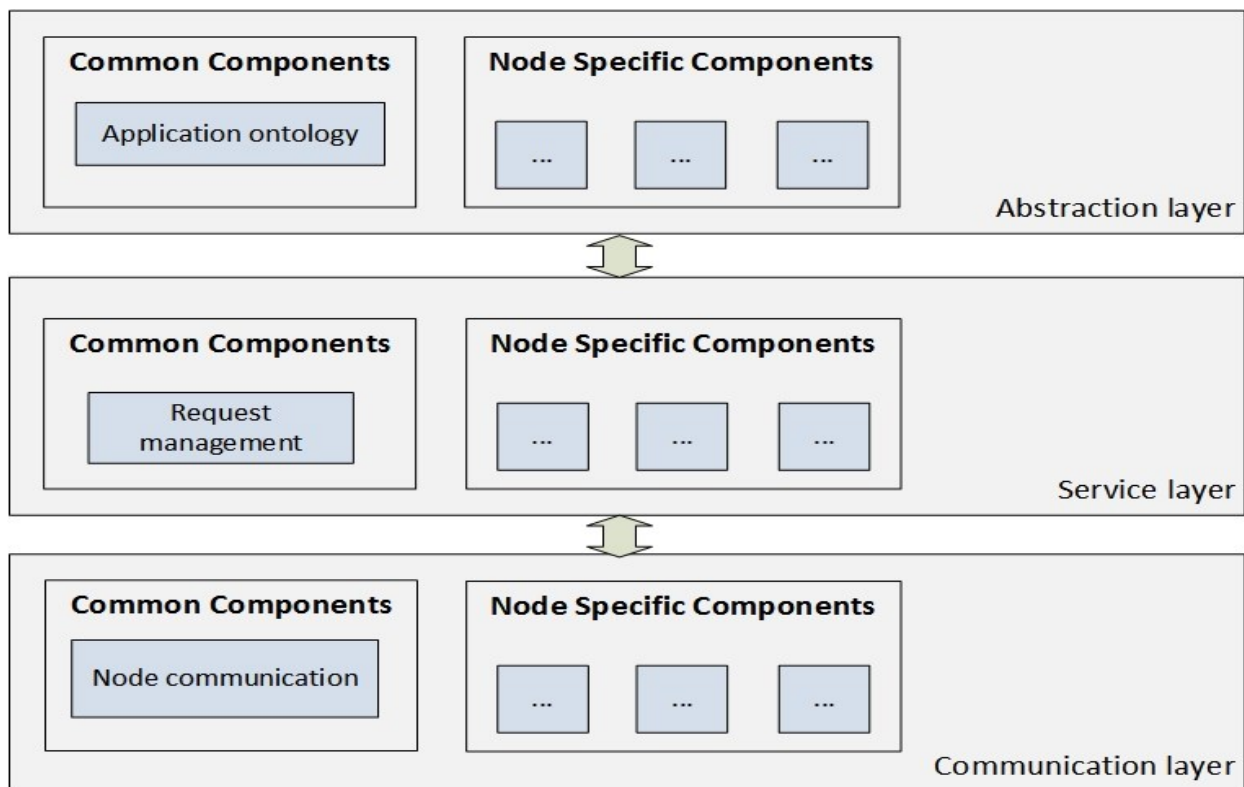 Common Components
Node Specific Components
Application ontology
...
...
...
Abstraction layer
Common Components
Node Specific Components
Request
management
...
...
...
Service layer
Common Components
Node Specific Components
Node communication
...
...
...
Communication layer